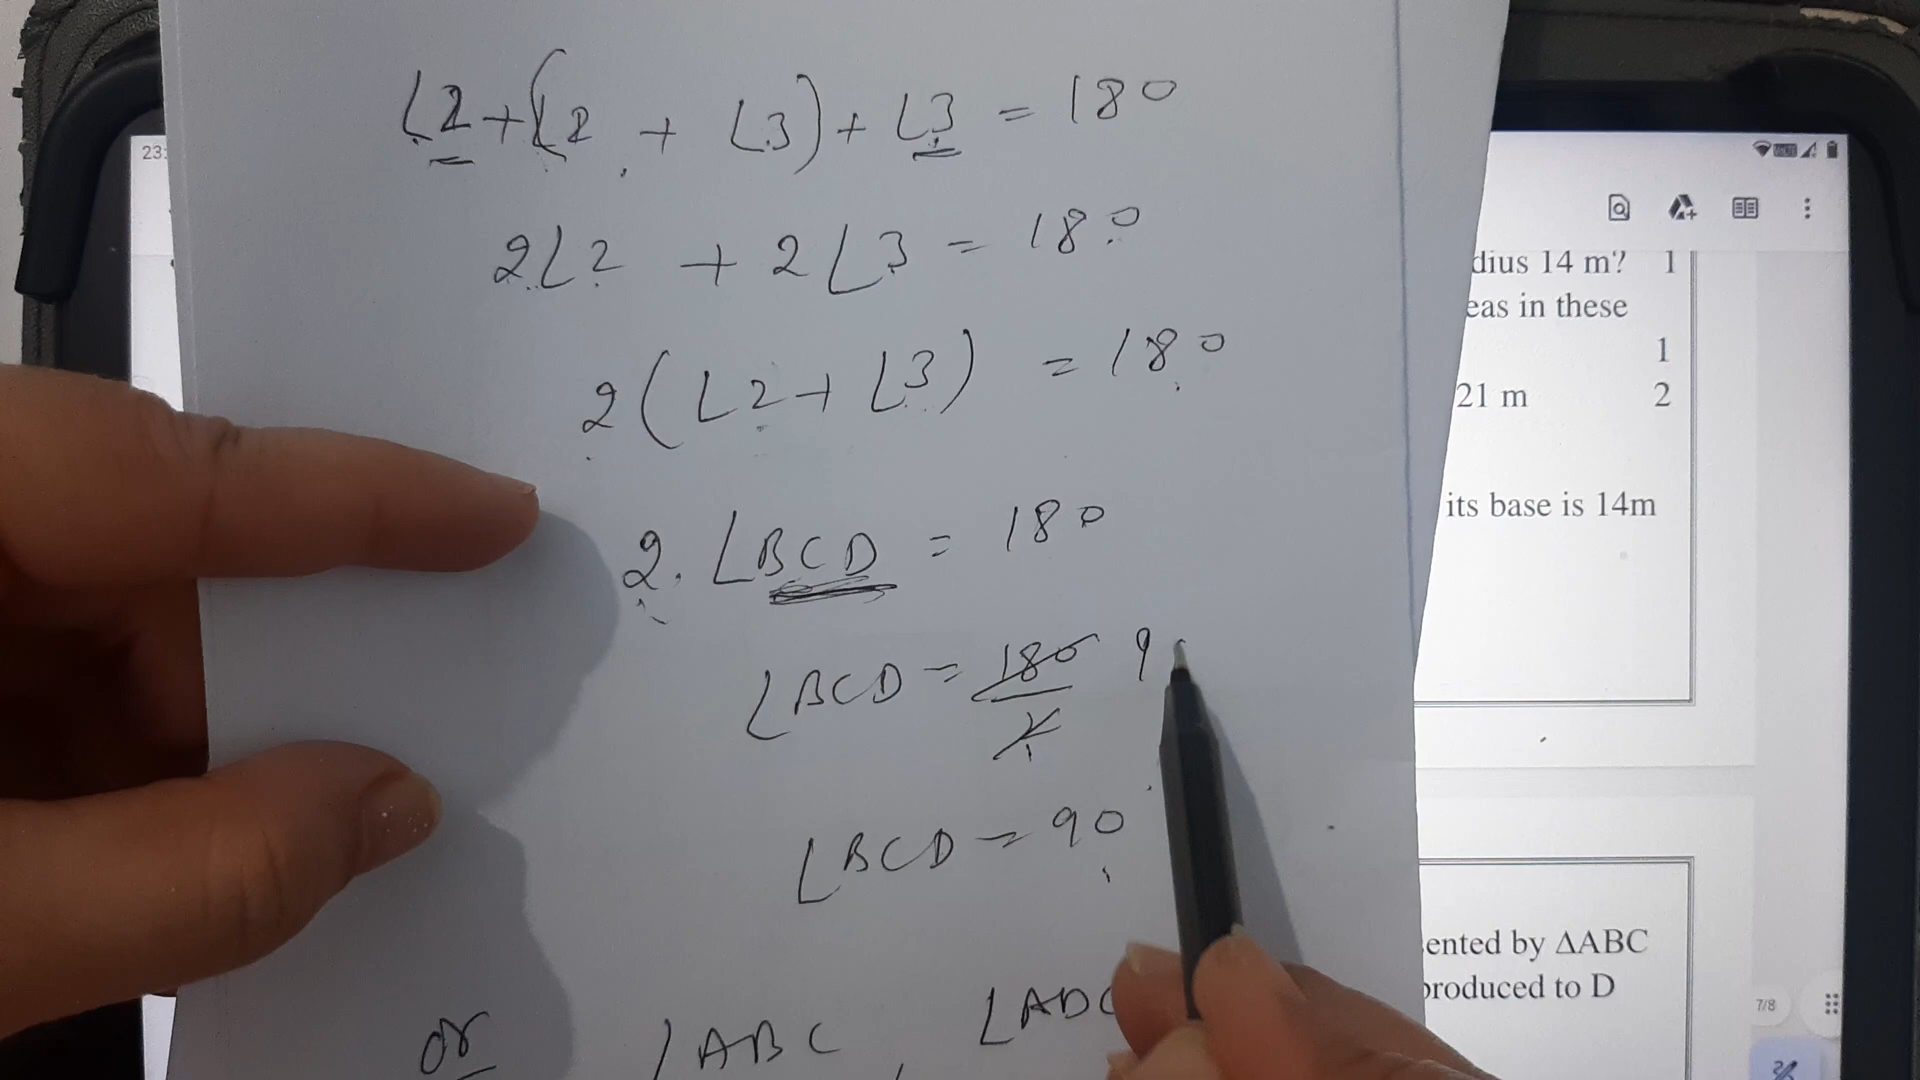 ∠2 + (∠2 + ∠3) + ∠3 = 180
2∠2 + 2∠3 = 180
2(∠2 + ∠3) = 180
2. ∠BCD = 180
∠BCD = 180/2 90
∠BCD = 90
or ∠ABC, ∠ADC
23:
dius 14 m? 1
eas in these
1
21 m 2
its base is 14m
ented by ΔABC
produced to D
7/8